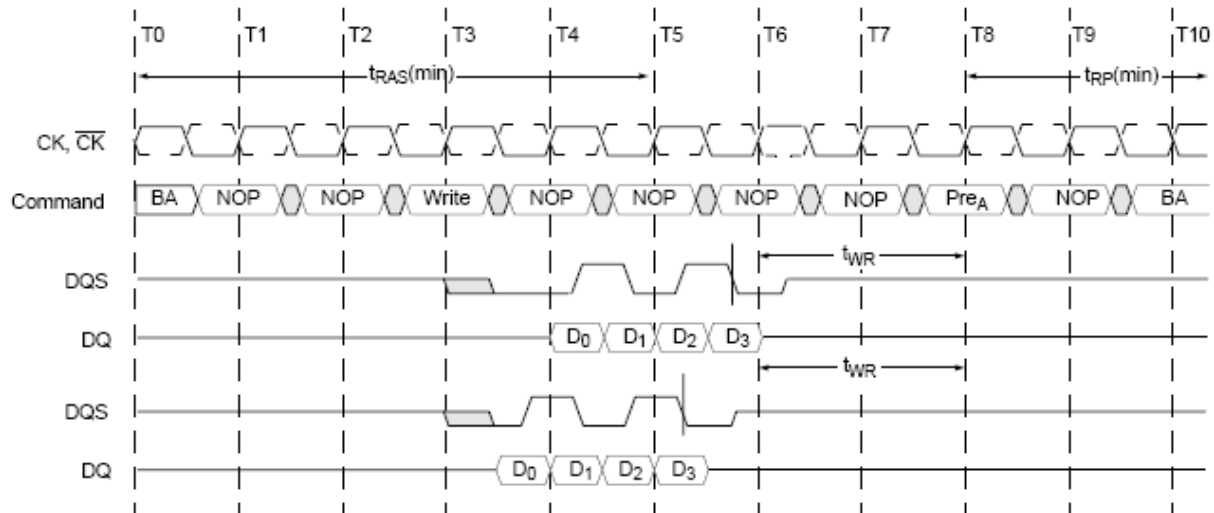 T0 T1 T2 T3 T4 T5 T6 T7 T8 T9 T10
tRAS(min) tRP(min)
CK, CK
Command BA NOP NOP Write NOP NOP NOP NOP PreA NOP BA
tWR
DQS
DQ D0 D1 D2 D3
tWR
DQS
DQ D0 D1 D2 D3